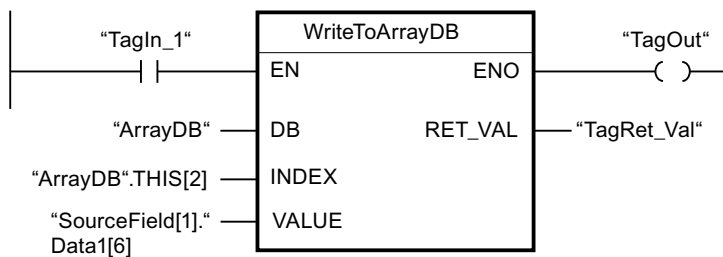 WriteToArrayDB
“TagIn_1“
“TagOut“
EN
ENO
“ArrayDB“
DB
RET_VAL
“TagRet_Val“
“ArrayDB“.THIS[2]
INDEX
“SourceField[1].“
Data1[6]
VALUE